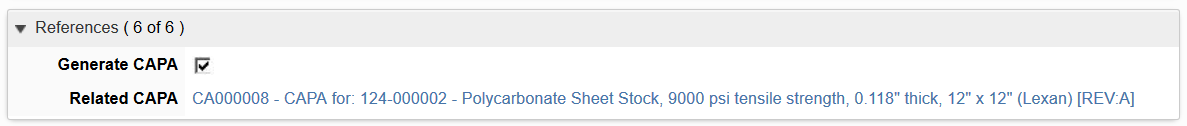 References ( 6 of 6 )
Generate CAPA
Related CAPA CA000008 - CAPA for: 124-000002 - Polycarbonate Sheet Stock, 9000 psi tensile strength, 0.118" thick, 12" x 12" (Lexan) [REV:A]